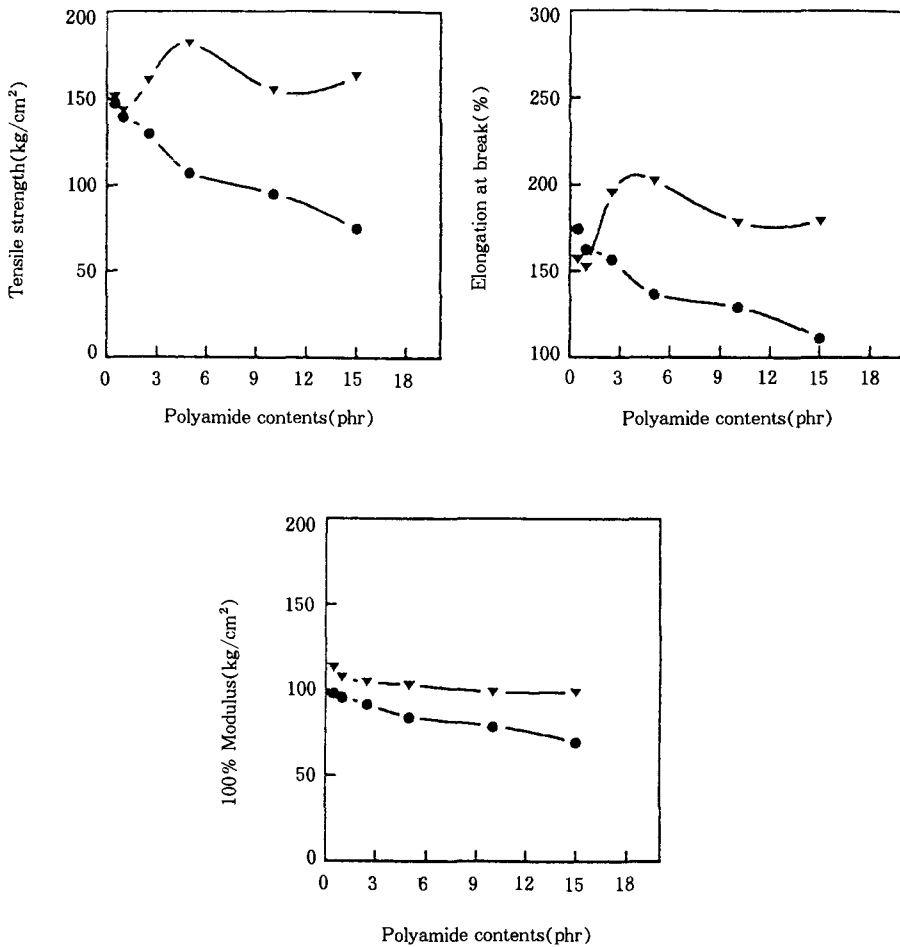 200
150
100
50
0
Tensile strength(kg/cm²)
0 3 6 9 12 15 18
Polyamide contents(phr)
300
250
200
150
100
Elongation at break(%)
0 3 6 9 12 15 18
Polyamide contents(phr)
200
150
100
50
0
100% Modulus(kg/cm²)
0 3 6 9 12 15 18
Polyamide contents(phr)